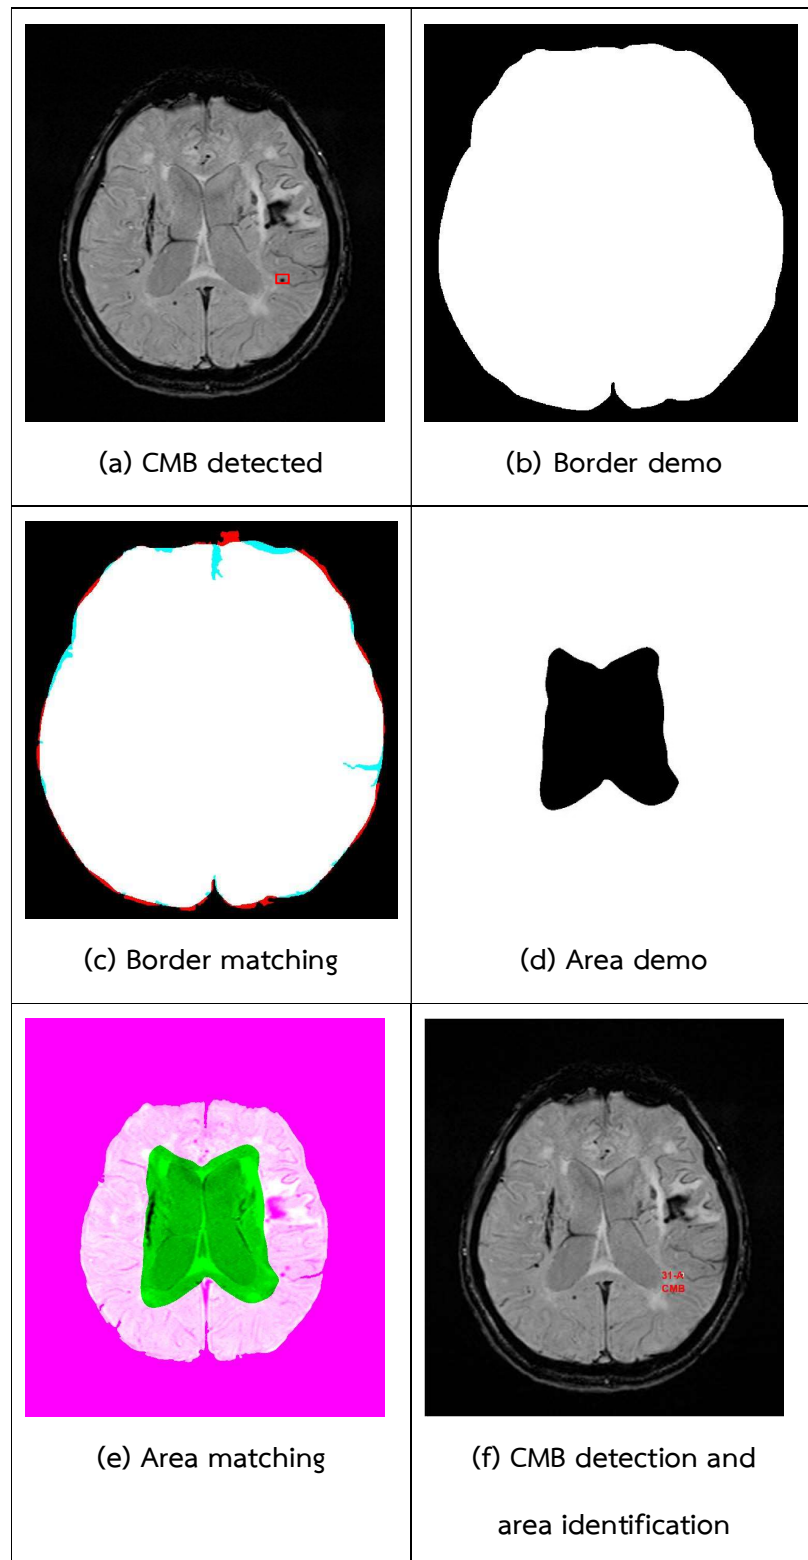 (a) CMB detected
(b) Border demo
(c) Border matching
(d) Area demo
(e) Area matching
31-A
CMB
(f) CMB detection and
area identification